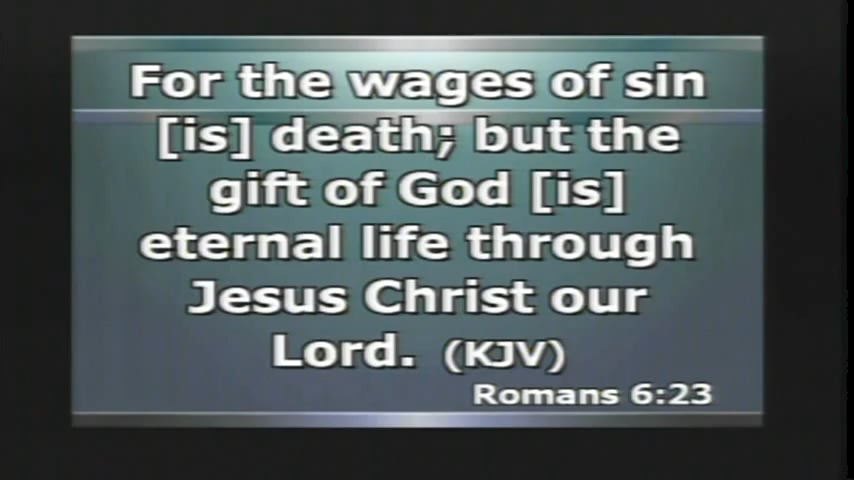 For the wages of sin
[is] death; but the
gift of God [is]
eternal life through
Jesus Christ our
Lord. (KJV)
Romans 6:23